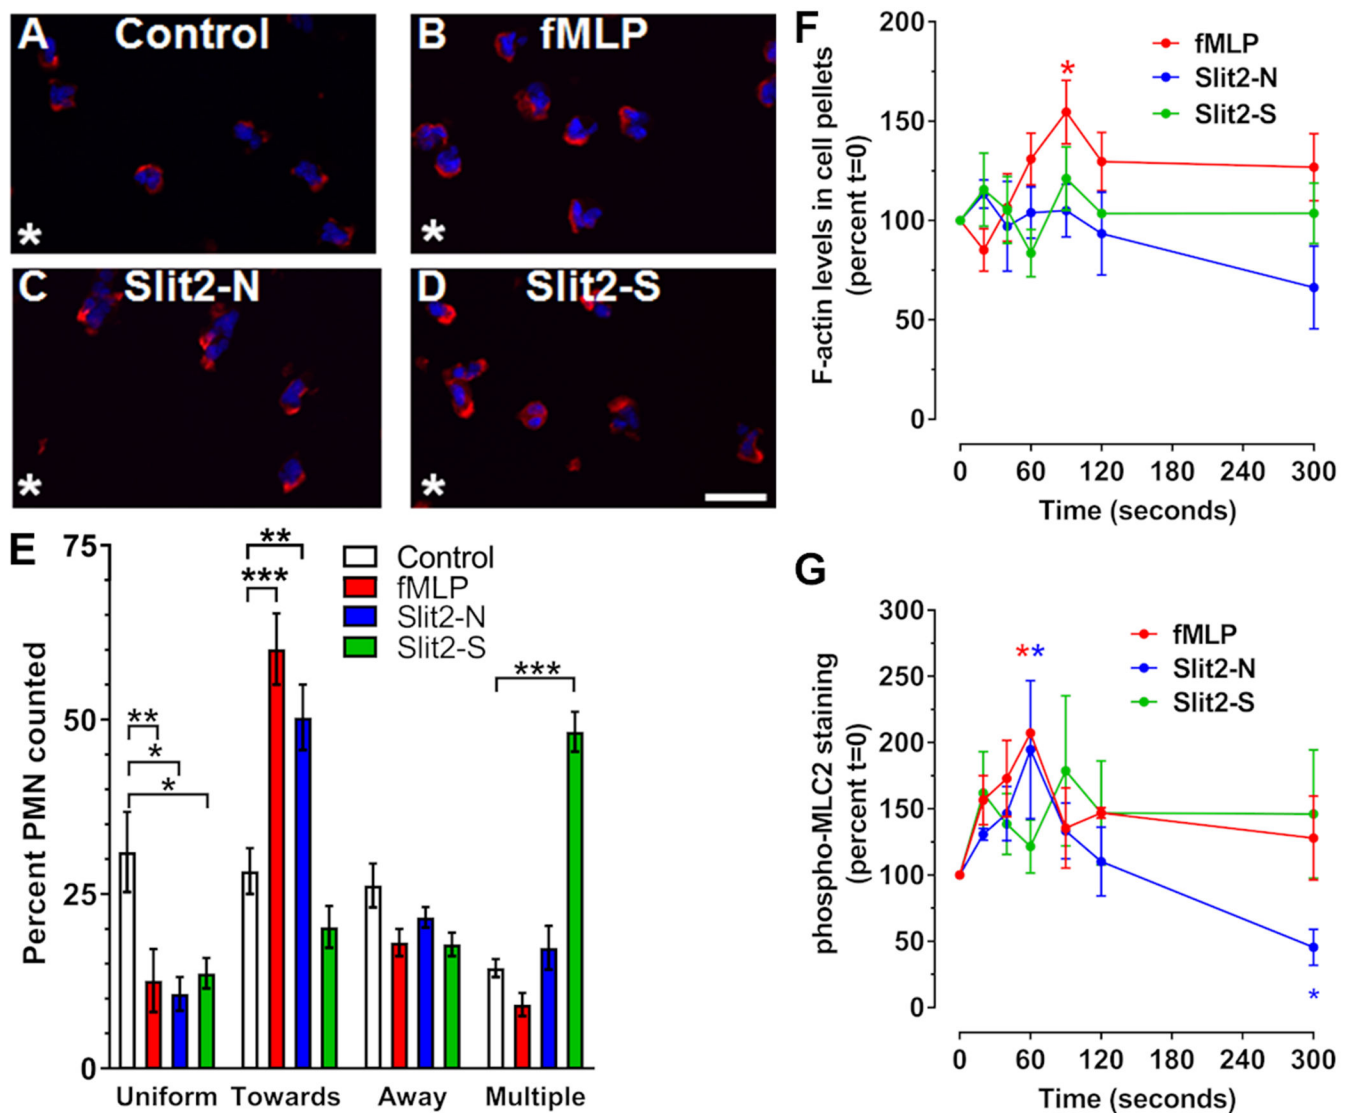 A Control
*
B fMLP
*
C Slit2-N
*
D Slit2-S
*
E
75
50
25
0
Percent PMN counted
**
*
*
**
***
***
Control
fMLP
Slit2-N
Slit2-S
Uniform Towards Away Multiple
F
200
150
100
50
0
F-actin levels in cell pellets
(percent t=0)
*
fMLP
Slit2-N
Slit2-S
0 60 120 180 240 300
Time (seconds)
G
300
250
200
150
100
50
0
phospho-MLC2 staining
(percent t=0)
**
fMLP
Slit2-N
Slit2-S
*
0 60 120 180 240 300
Time (seconds)